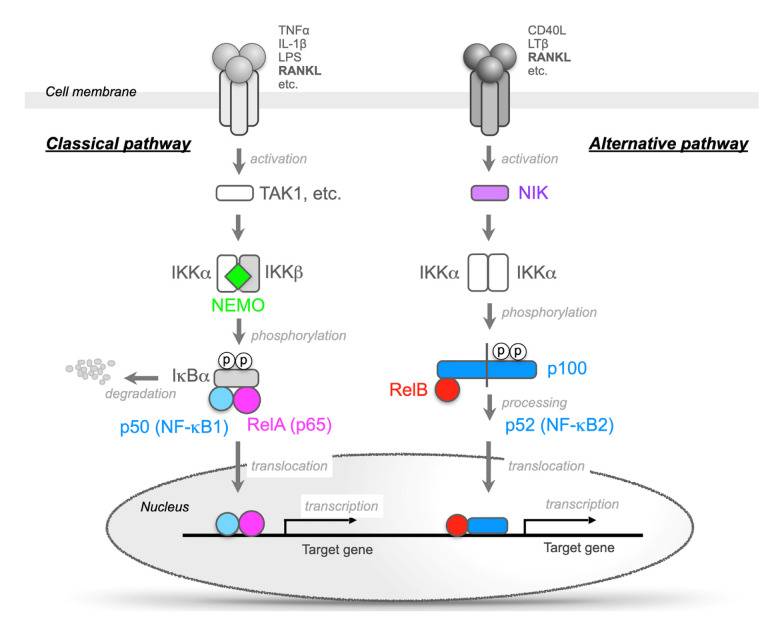 TNFα
IL-1β
LPS
RANKL
etc.
CD40L
LTβ
RANKL
etc.
Cell membrane
Classical pathway
Alternative pathway
activation
activation
TAK1, etc.
NIK
IKKα
IKKβ
NEMO
IKKα
IKKα
phosphorylation
phosphorylation
p p
IκBα
degradation
p50 (NF-κB1)
RelA (p65)
p p
p100
RelB
processing
p52 (NF-κB2)
translocation
translocation
Nucleus
transcription
transcription
Target gene
Target gene